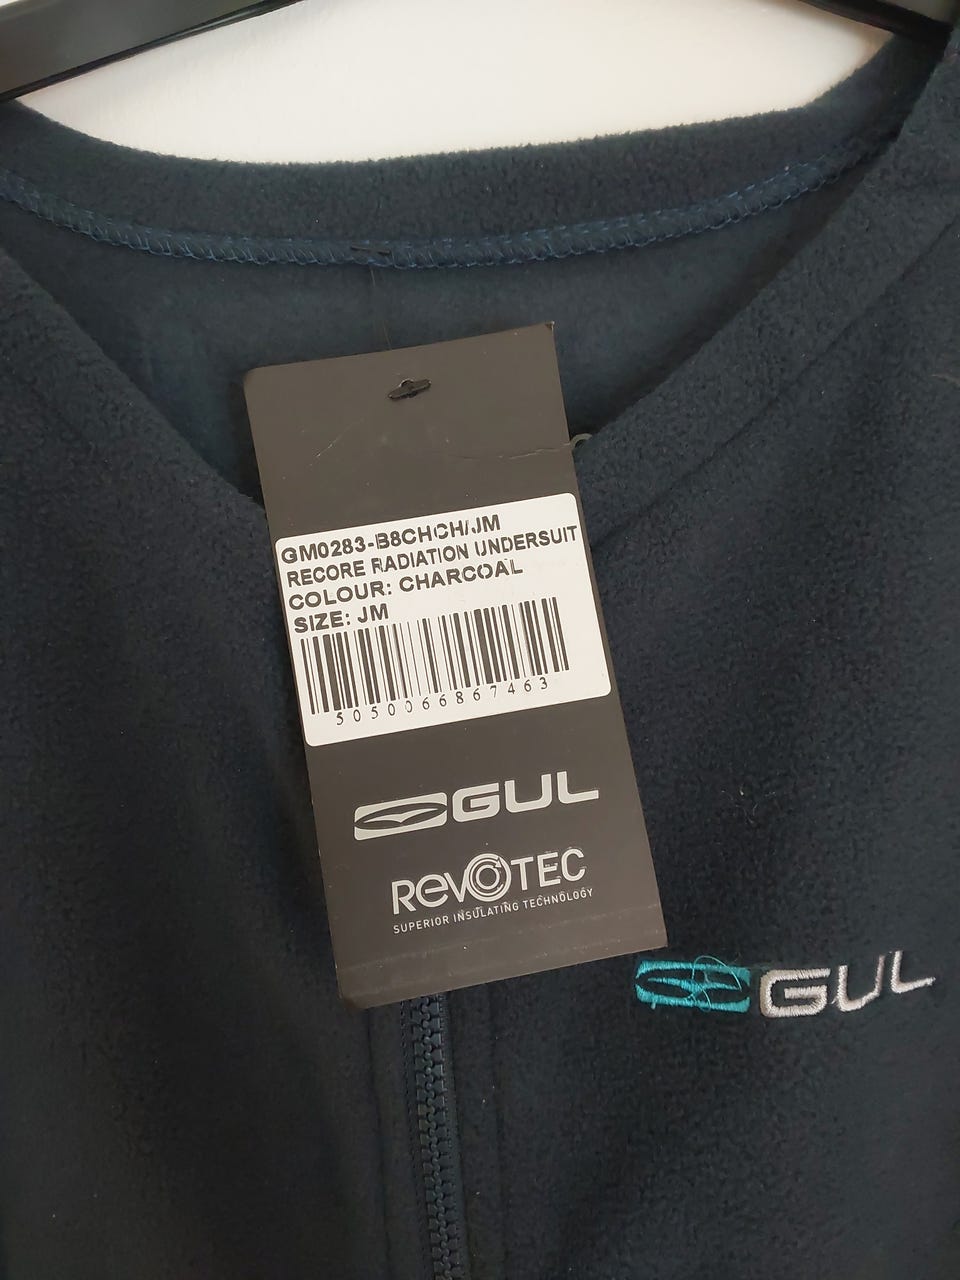 GM0283-B8CHCH/JM
RECORE RADIATION UNDERSUIT
COLOUR: CHARCOAL
SIZE: JM
5050066867463
GUL
REVOTEC
SUPERIOR INSULATING TECHNOLOGY
GUL